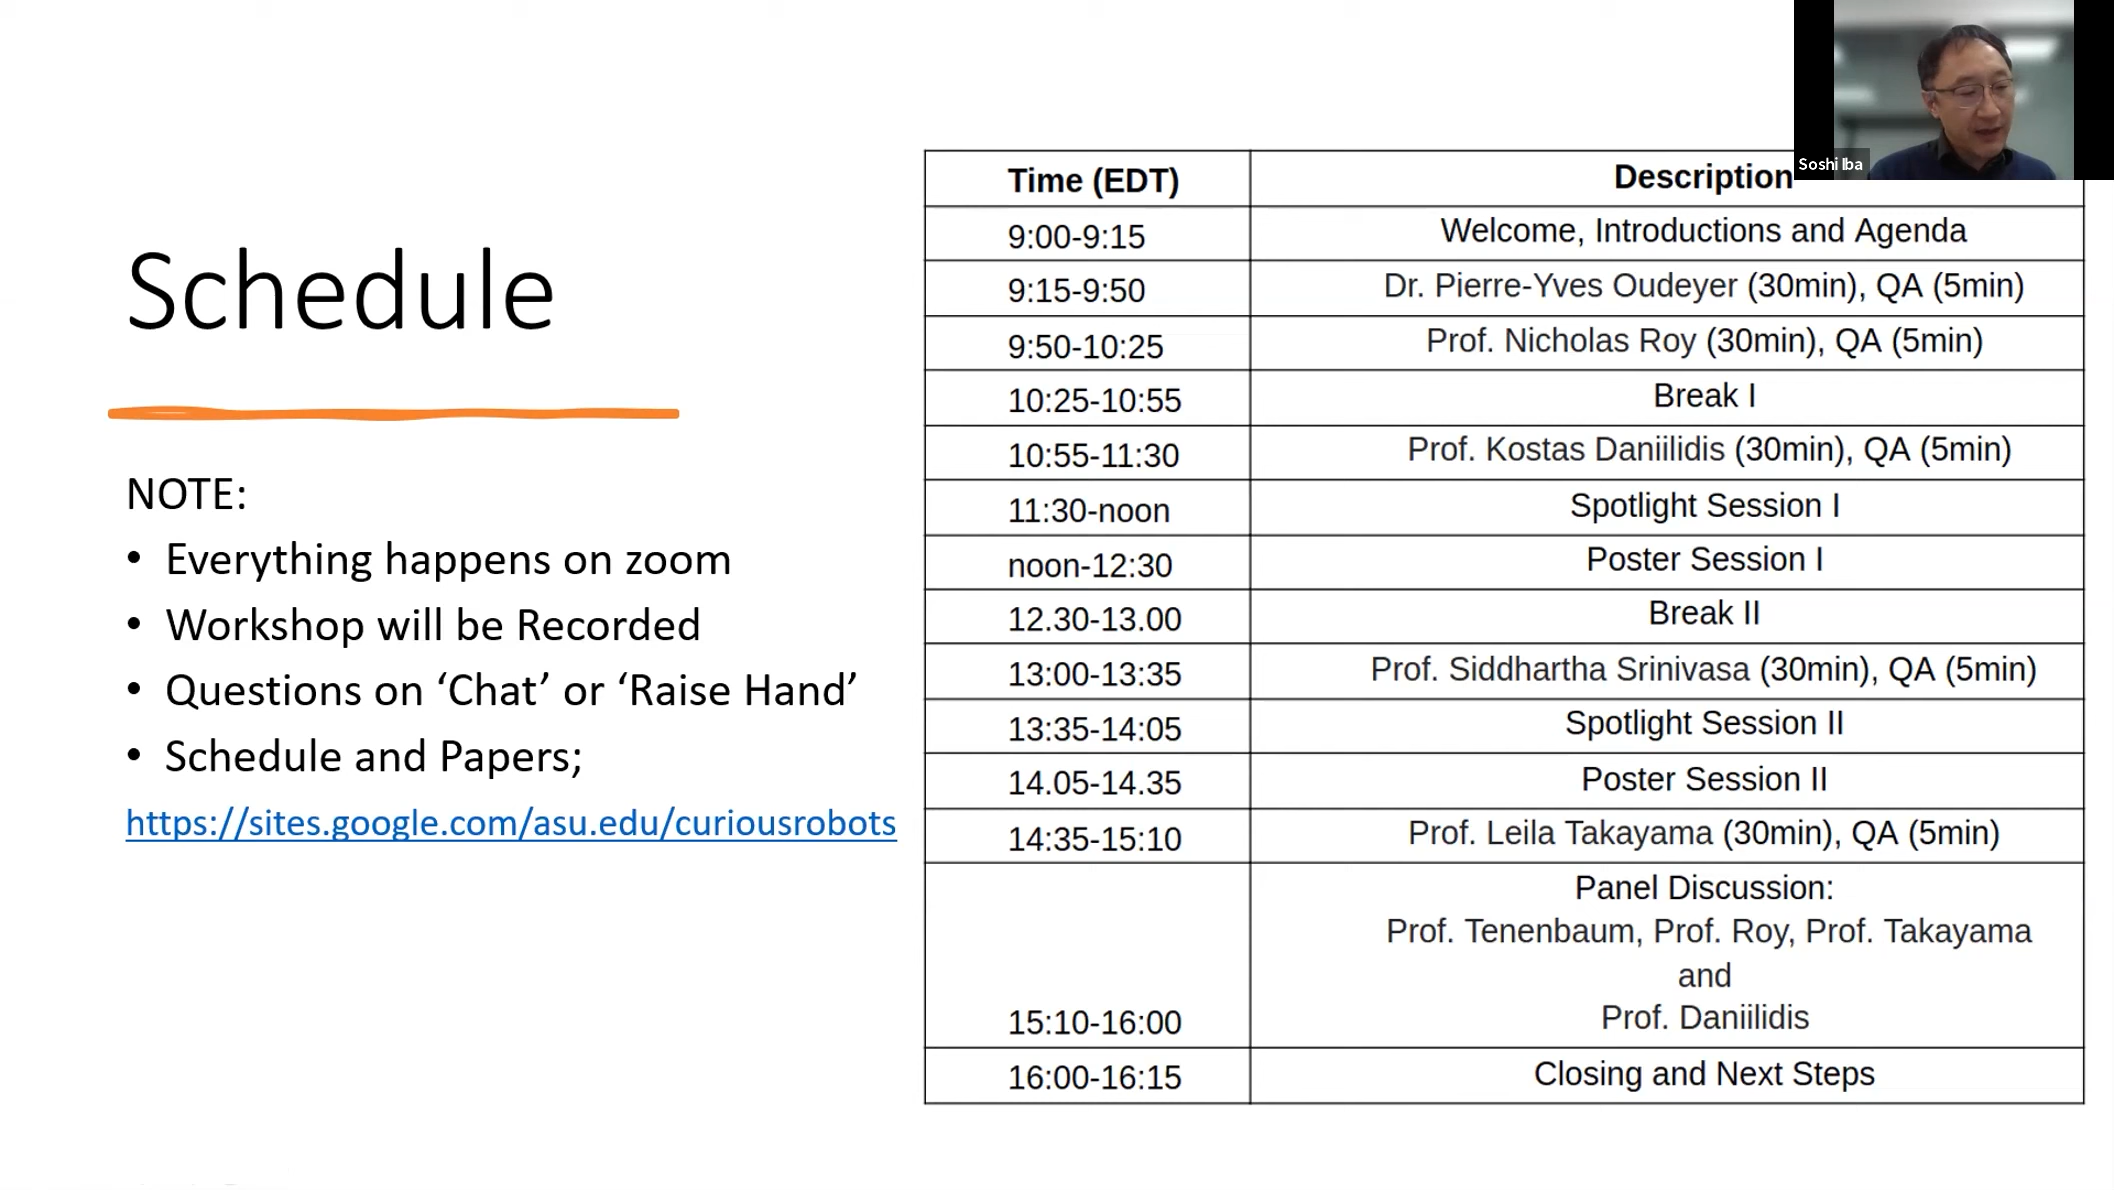 Soshi Iba
Schedule
NOTE:
• Everything happens on zoom
• Workshop will be Recorded
• Questions on ‘Chat’ or ‘Raise Hand’
• Schedule and Papers;
https://sites.google.com/asu.edu/curiousrobots
Time (EDT) Description
9:00-9:15 Welcome, Introductions and Agenda
9:15-9:50 Dr. Pierre-Yves Oudeyer (30min), QA (5min)
9:50-10:25 Prof. Nicholas Roy (30min), QA (5min)
10:25-10:55 Break I
10:55-11:30 Prof. Kostas Daniilidis (30min), QA (5min)
11:30-noon Spotlight Session I
noon-12:30 Poster Session I
12.30-13.00 Break II
13:00-13:35 Prof. Siddhartha Srinivasa (30min), QA (5min)
13:35-14:05 Spotlight Session II
14.05-14.35 Poster Session II
14:35-15:10 Prof. Leila Takayama (30min), QA (5min)
Panel Discussion:
Prof. Tenenbaum, Prof. Roy, Prof. Takayama
and
15:10-16:00 Prof. Daniilidis
16:00-16:15 Closing and Next Steps